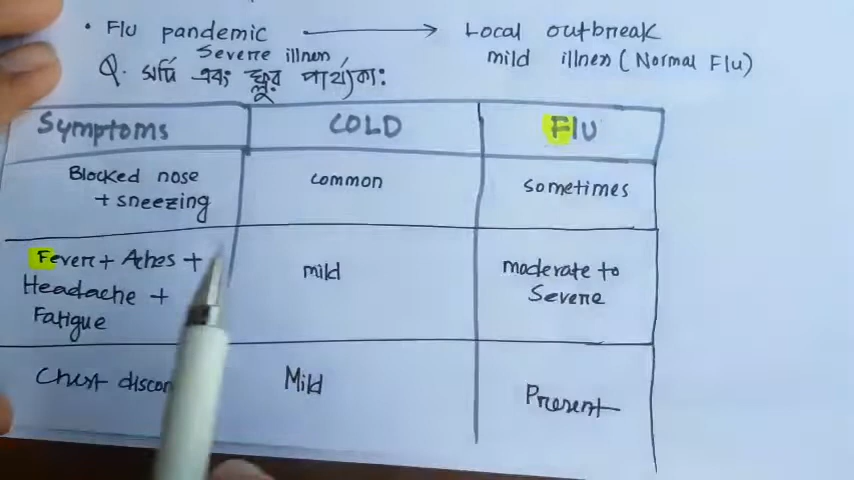 • Flu pandemic → Local outbreak
Severe illness mild illness (Normal Flu)
Q. সর্দি এবং ফ্লুর পার্থক্য:
Symptoms COLD FLU
Blocked nose + sneezing common sometimes
Fever + Aches + Headache + Fatigue mild moderate to Severe
Chest Mild Present